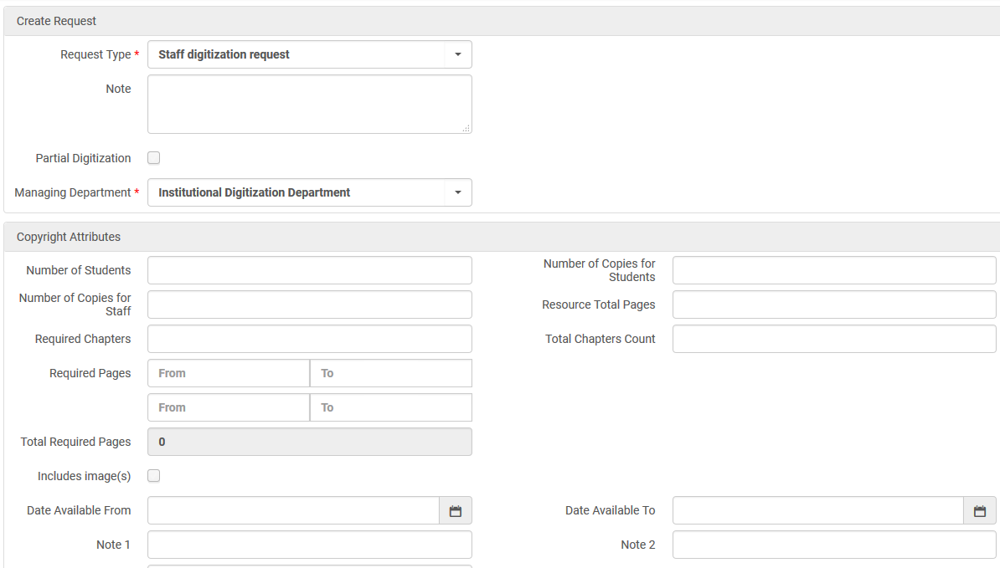 Create Request
Request Type *
Staff digitization request
Note
Partial Digitization
Managing Department *
Institutional Digitization Department
Copyright Attributes
Number of Students
Number of Copies for
Students
Number of Copies for
Staff
Resource Total Pages
Required Chapters
Total Chapters Count
Required Pages
From
To
From
To
Total Required Pages
0
Includes image(s)
Date Available From
Date Available To
Note 1
Note 2